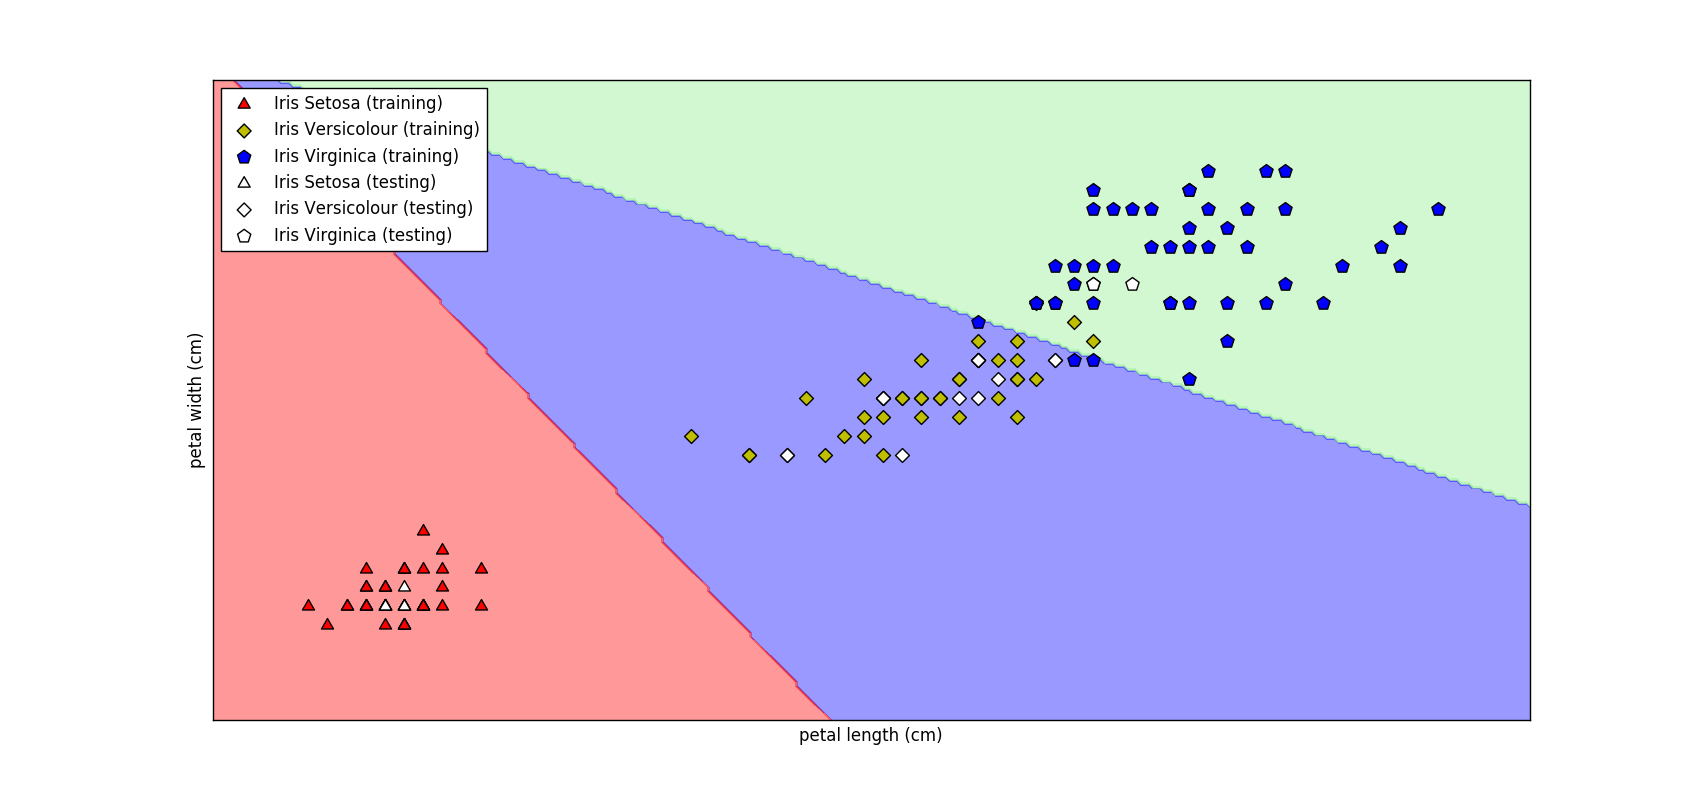 Iris Setosa (training)
Iris Versicolour (training)
Iris Virginica (training)
Iris Setosa (testing)
Iris Versicolour (testing)
Iris Virginica (testing)
petal width (cm)
petal length (cm)